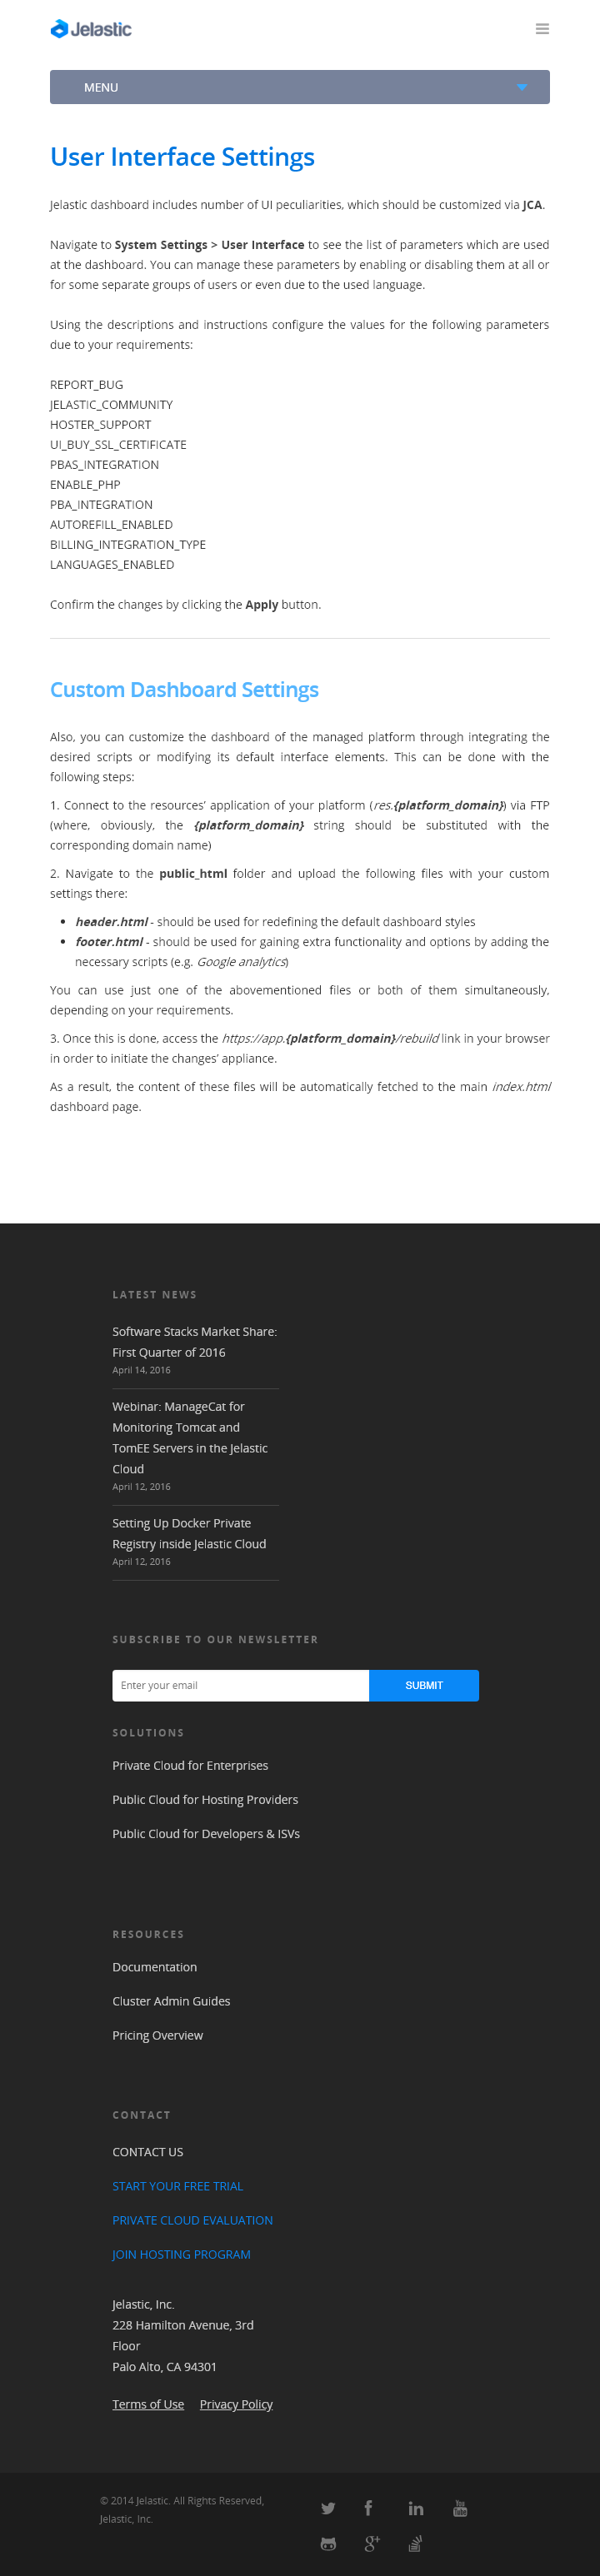 Jelastic
MENU
User Interface Settings
Jelastic dashboard includes number of UI peculiarities, which should be customized via JCA.
Navigate to System Settings > User Interface to see the list of parameters which are used
at the dashboard. You can manage these parameters by enabling or disabling them at all or
for some separate groups of users or even due to the used language.
Using the descriptions and instructions configure the values for the following parameters
due to your requirements:
REPORT_BUG
JELASTIC_COMMUNITY
HOSTER_SUPPORT
UI_BUY_SSL_CERTIFICATE
PBAS_INTEGRATION
ENABLE_PHP
PBA_INTEGRATION
AUTOREFILL_ENABLED
BILLING_INTEGRATION_TYPE
LANGUAGES_ENABLED
Confirm the changes by clicking the Apply button.
Custom Dashboard Settings
Also, you can customize the dashboard of the managed platform through integrating the
desired scripts or modifying its default interface elements. This can be done with the
following steps:
1. Connect to the resources’ application of your platform (res.{platform_domain}) via FTP
(where, obviously, the {platform_domain} string should be substituted with the
corresponding domain name)
2. Navigate to the public_html folder and upload the following files with your custom
settings there:
• header.html - should be used for redefining the default dashboard styles
• footer.html - should be used for gaining extra functionality and options by adding the
necessary scripts (e.g. Google analytics)
You can use just one of the abovementioned files or both of them simultaneously,
depending on your requirements.
3. Once this is done, access the https://app.{platform_domain}/rebuild link in your browser
in order to initiate the changes’ appliance.
As a result, the content of these files will be automatically fetched to the main index.html
dashboard page.
LATEST NEWS
Software Stacks Market Share:
First Quarter of 2016
April 14, 2016
Webinar: ManageCat for
Monitoring Tomcat and
TomEE Servers in the Jelastic
Cloud
April 12, 2016
Setting Up Docker Private
Registry inside Jelastic Cloud
April 12, 2016
SUBSCRIBE TO OUR NEWSLETTER
Enter your email SUBMIT
SOLUTIONS
Private Cloud for Enterprises
Public Cloud for Hosting Providers
Public Cloud for Developers & ISVs
RESOURCES
Documentation
Cluster Admin Guides
Pricing Overview
CONTACT
CONTACT US
START YOUR FREE TRIAL
PRIVATE CLOUD EVALUATION
JOIN HOSTING PROGRAM
Jelastic, Inc.
228 Hamilton Avenue, 3rd
Floor
Palo Alto, CA 94301
Terms of Use Privacy Policy
© 2014 Jelastic. All Rights Reserved,
Jelastic, Inc.
You Tube